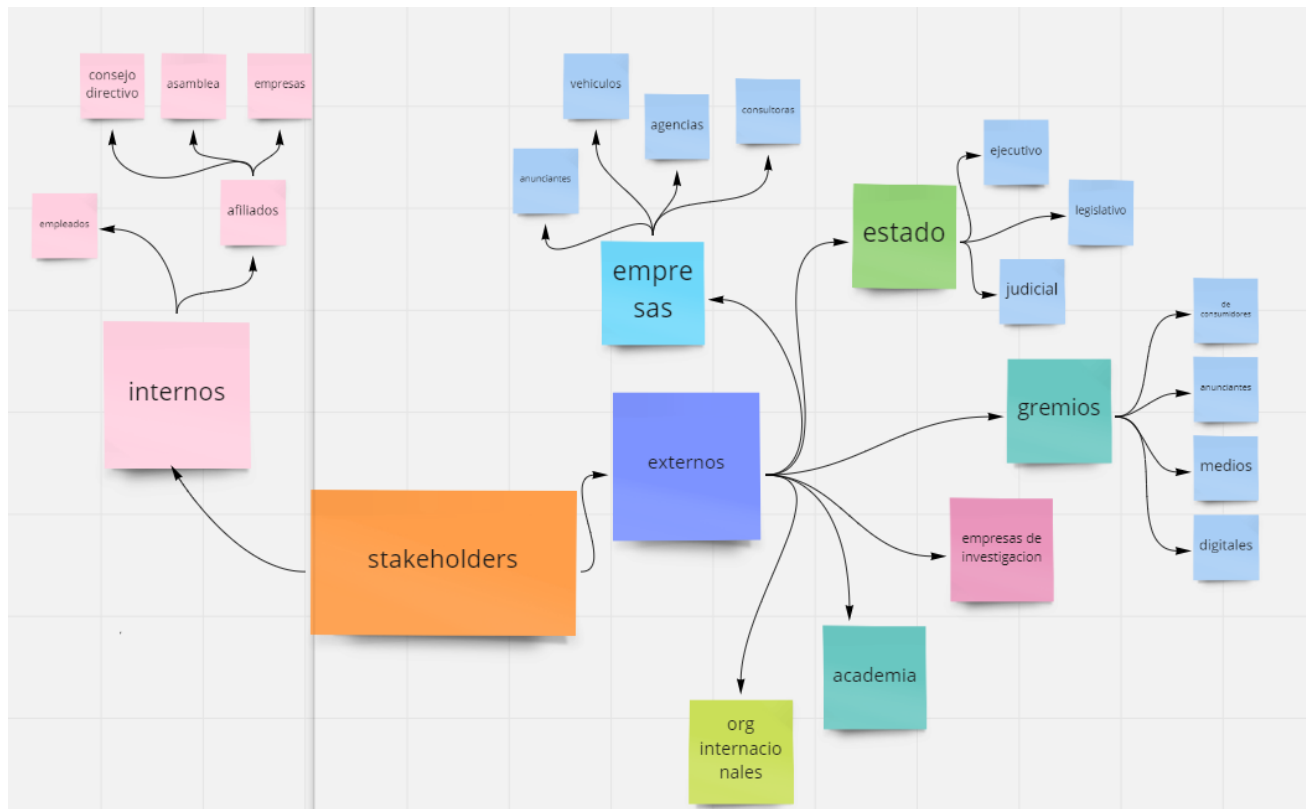 consejo
directivo
asamblea
empresas
empleados
afiliados
internos
stakeholders
externos
empre
sas
anunciantes
vehiculos
agencias
consultoras
estado
ejecutivo
legislativo
judicial
gremios
de
consumidores
anunciantes
medios
digitales
empresas de
investigacion
academia
org
internacio
nales